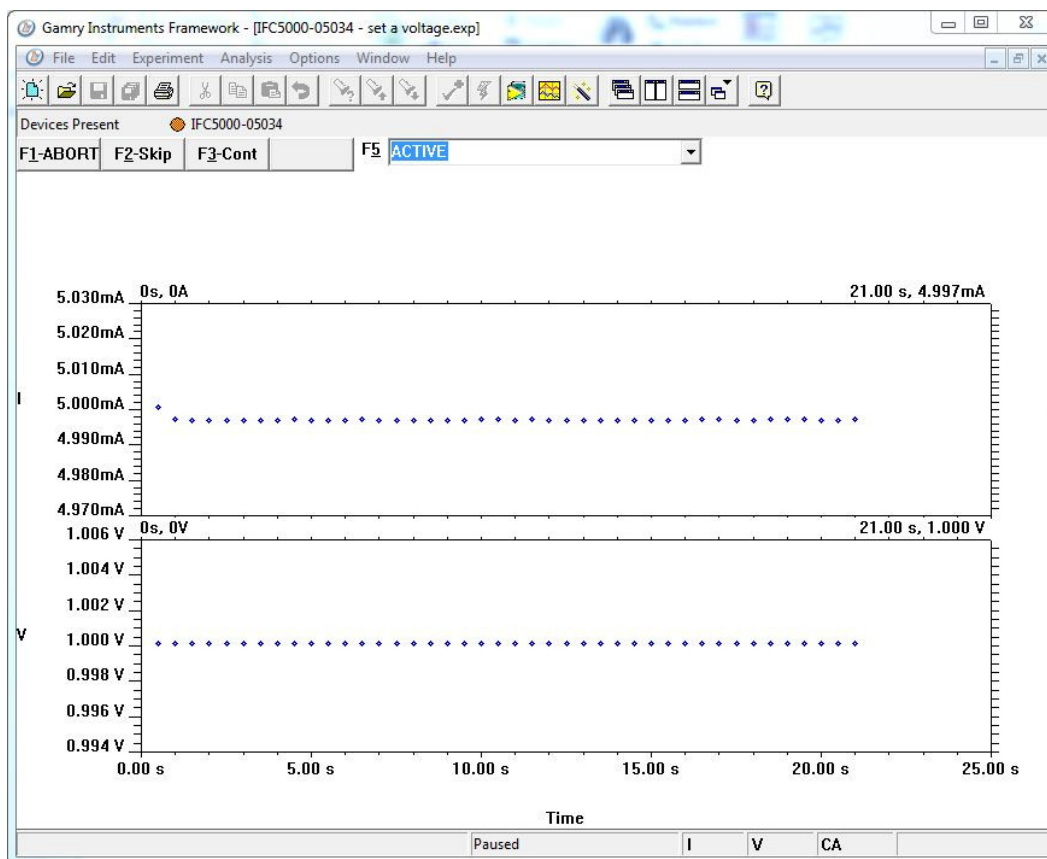 Gamry Instruments Framework - [IFC5000-05034 - set a voltage.exp]
File Edit Experiment Analysis Options Window Help
Devices Present IFC5000-05034
F1-ABORT F2-Skip F3-Cont F5 ACTIVE
0s, 0A 21.00 s, 4.997mA
5.030mA
5.020mA
5.010mA
I
5.000mA
4.990mA
4.980mA
4.970mA
0s, 0V 21.00 s, 1.000 V
1.006 V
1.004 V
1.002 V
V
1.000 V
0.998 V
0.996 V
0.994 V
0.00 s 5.00 s 10.00 s 15.00 s 20.00 s 25.00 s
Time
Paused I V CA